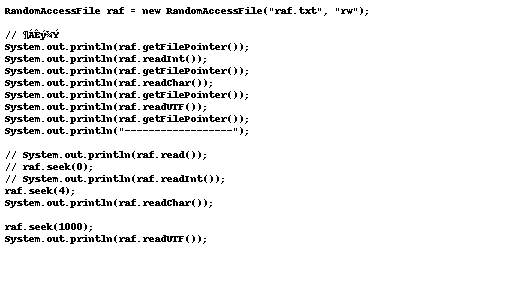 RandomAccessFile raf = new RandomAccessFile("raf.txt", "rw");
// ¶ÁÊý¾Ý
System.out.println(raf.getFilePointer());
System.out.println(raf.readInt());
System.out.println(raf.getFilePointer());
System.out.println(raf.readChar());
System.out.println(raf.getFilePointer());
System.out.println(raf.readUTF());
System.out.println(raf.getFilePointer());
System.out.println("------------------");
// System.out.println(raf.read());
// raf.seek(0);
// System.out.println(raf.readInt());
raf.seek(4);
System.out.println(raf.readChar());
raf.seek(1000);
System.out.println(raf.readUTF());